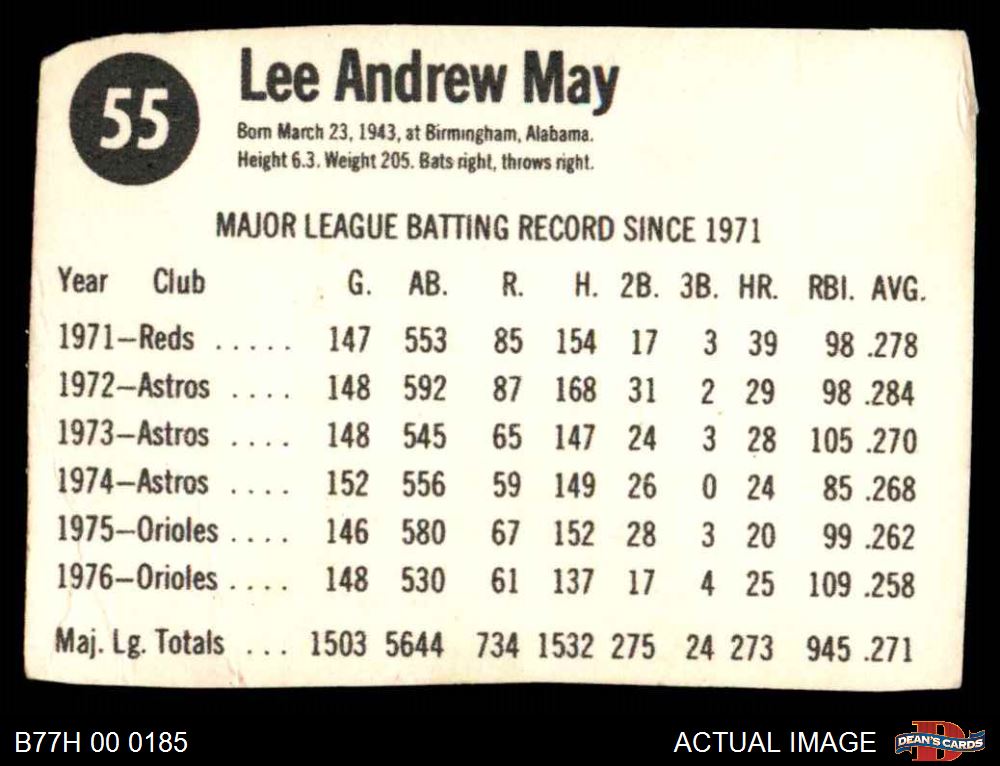 55
Lee Andrew May
Born March 23, 1943, at Birmingham, Alabama.
Height 6.3. Weight 205. Bats right, throws right.
MAJOR LEAGUE BATTING RECORD SINCE 1971
Year Club G. AB. R. H. 2B. 3B. HR. RBI. AVG.
1971—Reds ..... 147 553 85 154 17 3 39 98 .278
1972—Astros .... 148 592 87 168 31 2 29 98 .284
1973—Astros .... 148 545 65 147 24 3 28 105 .270
1974—Astros .... 152 556 59 149 26 0 24 85 .268
1975—Orioles .... 146 580 67 152 28 3 20 99 .262
1976—Orioles .... 148 530 61 137 17 4 25 109 .258
Maj. Lg. Totals ... 1503 5644 734 1532 275 24 273 945 .271
B77H 00 0185
ACTUAL IMAGE
DEAN'S CARDS